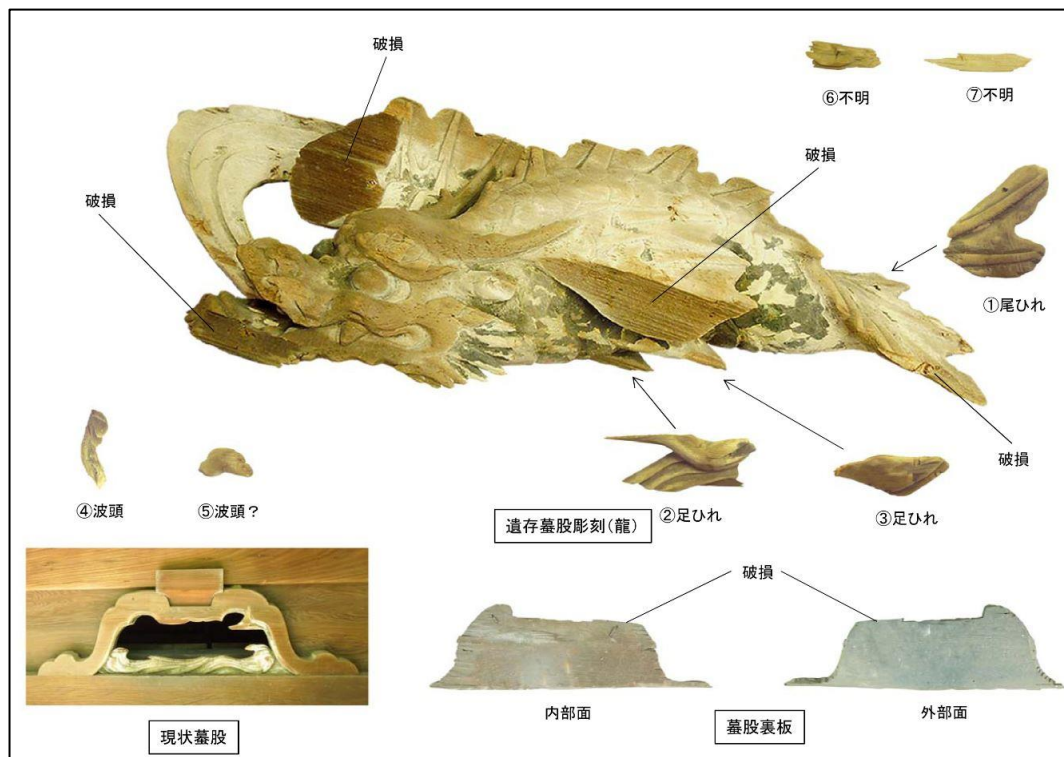 破損
⑥不明
⑦不明
破損
破損
①尾ひれ
破損
④波頭
⑤波頭？
②足ひれ
③足ひれ
遺存蟇股彫刻（龍）
破損
内部面
外部面
現状蟇股
蟇股裏板